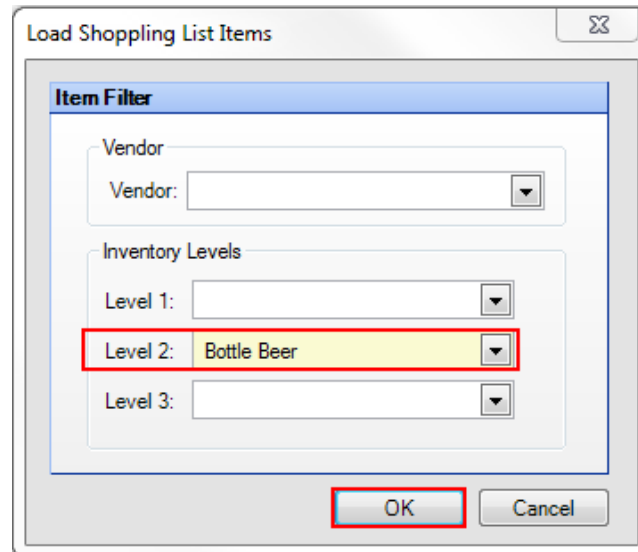 Load Shoppling List Items
Item Filter
Vendor
Vendor:
Inventory Levels
Level 1:
Level 2: Bottle Beer
Level 3:
OK Cancel